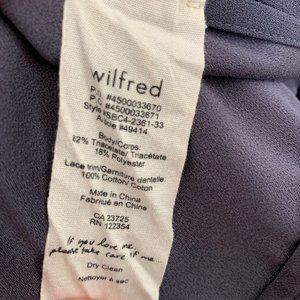 wilfred
P.O. #4500033670
P.O. #4500033671
Style #SBC4-2361-33
Article #49414
Body/Corps:
82% Triacetate/ Triacétate
18% Polyester
Lace trim/Garniture dentelle:
100% Cotton/ Coton
Made in China
Fabriqué en Chine
CA 23725
RN 122354
if you love me
please take care of me...
Dry Clean
Nettoyer à sec